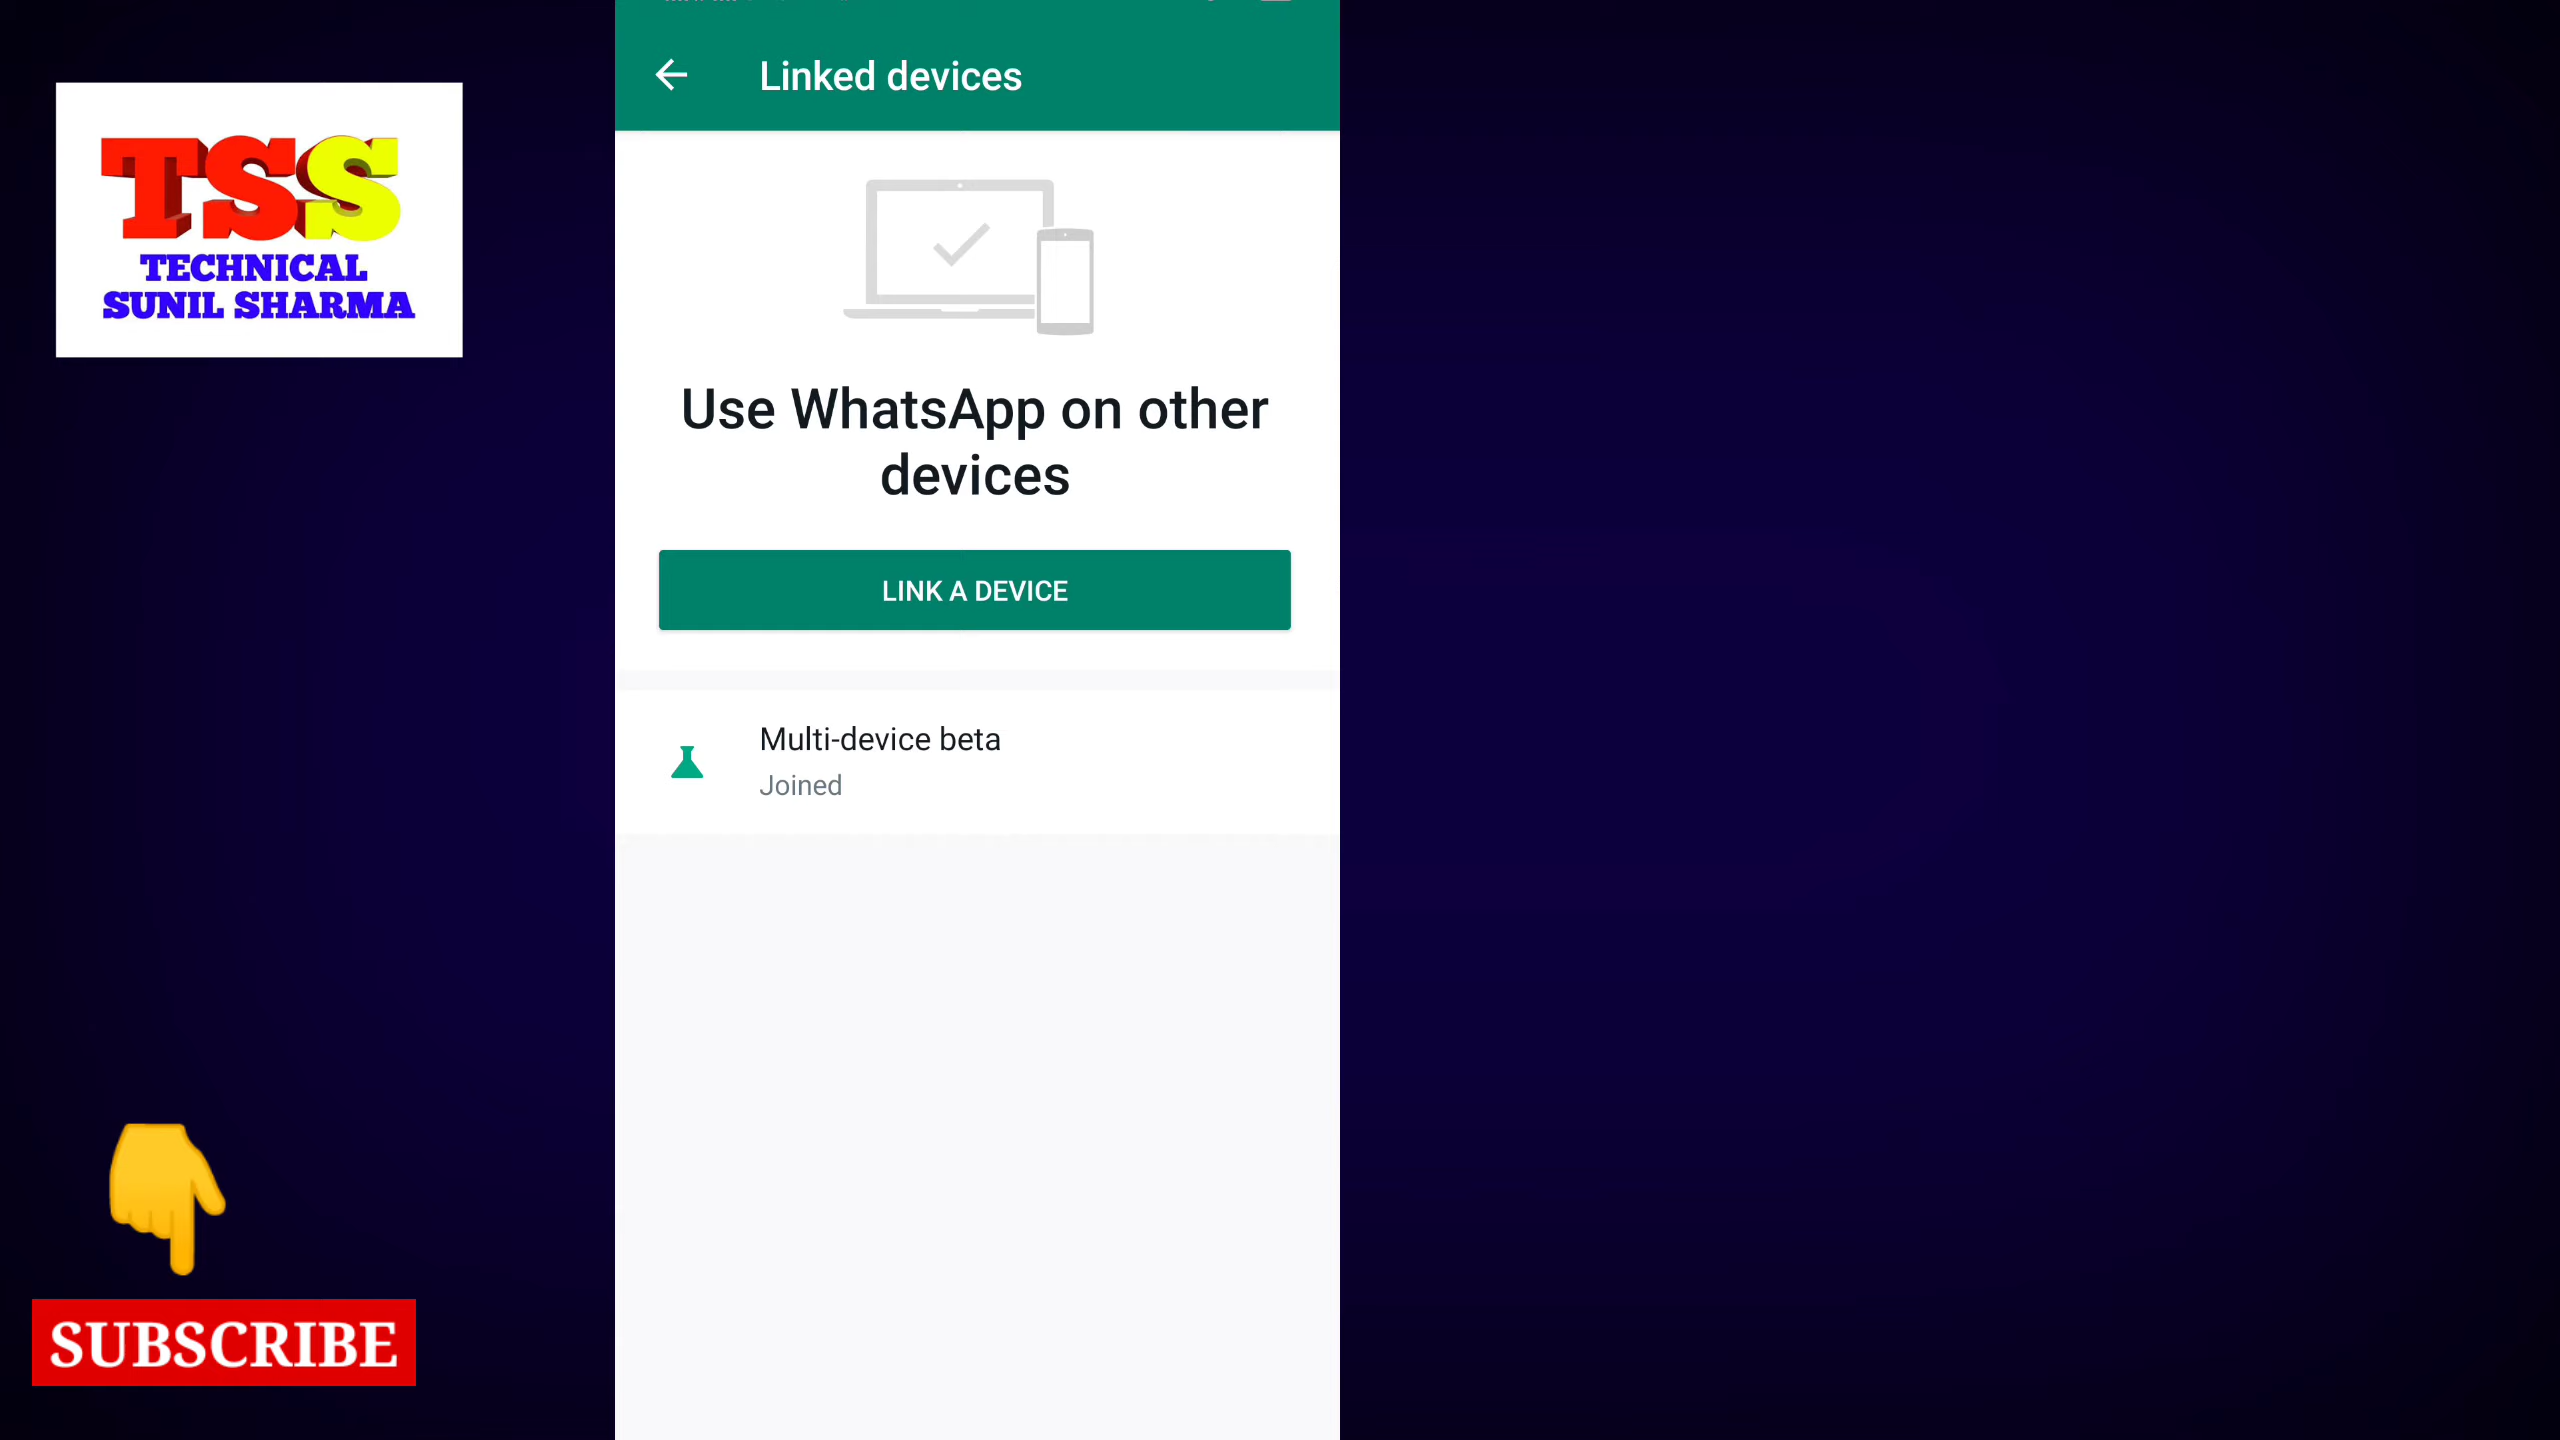 TSS
TECHNICAL
SUNIL SHARMA
Linked devices
Use WhatsApp on other
devices
LINK A DEVICE
Multi-device beta
Joined
SUBSCRIBE